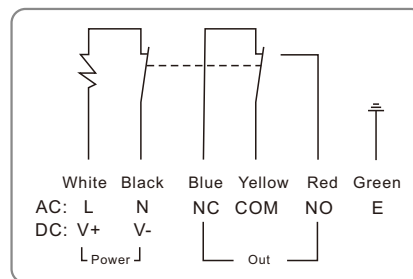 White Black Blue Yellow Red Green
AC: L N NC COM NO E
DC: V+ V-
Power Out